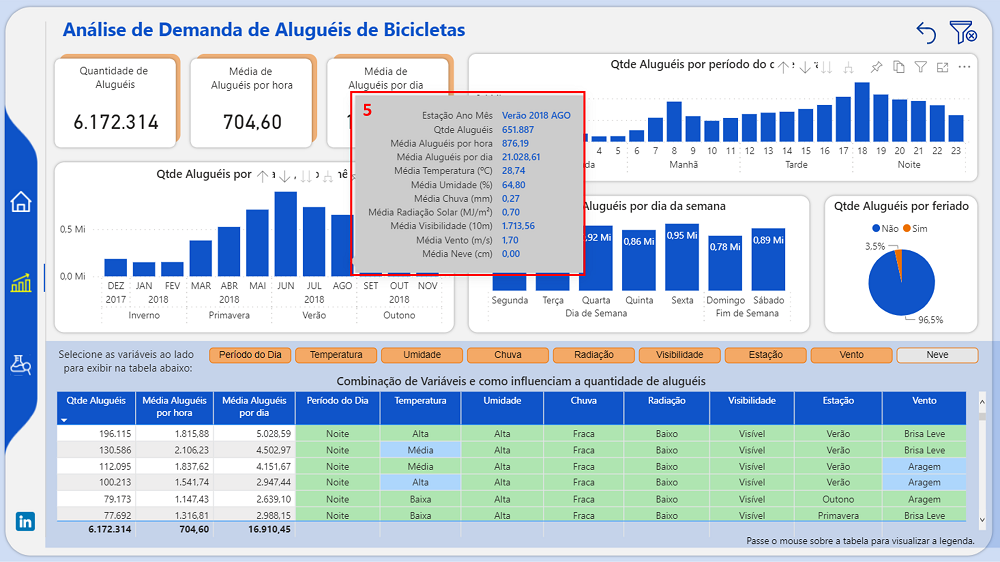 Análise de Demanda de Aluguéis de Bicicletas
Quantidade de
Aluguéis
6.172.314
Média de
Aluguéis por hora
704,60
Média de
Aluguéis por dia
Qtde Aluguéis por período do
4 5 6 7 8 9 10 11 12 13 14 15 16 17 18 19 20 21 22 23
Manhã Tarde Noite
5
Estação Ano Mês Verão 2018 AGO
Qtde Aluguéis 651.887
Média Aluguéis por hora 876,19
Média Aluguéis por dia 21.028,61
Média Temperatura (ºC) 28,74
Média Umidade (%) 64,80
Média Chuva (mm) 0,27
Média Radiação Solar (MJ/m²) 0,70
Média Visibilidade (10m) 1.713,56
Média Vento (m/s) 1,70
Média Neve (cm) 0,00
Qtde Aluguéis por
0.5 Mi
0.0 Mi
DEZ JAN FEV MAR ABR MAI JUN JUL AGO SET OUT NOV
2017 2018 2018 2018 2018
Inverno Primavera Verão Outono
Aluguéis por dia da semana
,92 Mi 0,86 Mi 0,95 Mi 0,78 Mi 0,89 Mi
Segunda Terça Quarta Quinta Sexta Domingo Sábado
Dia de Semana Fim de Semana
Qtde Aluguéis por feriado
Não Sim
3.5%
96,5%
Selecione as variáveis ao lado
para exibir na tabela abaixo:
Período do Dia Temperatura Umidade Chuva Radiação Visibilidade Estação Vento Neve
Combinação de Variáveis e como influenciam a quantidade de aluguéis
Qtde Aluguéis Média Aluguéis por hora Média Aluguéis por dia Período do Dia Temperatura Umidade Chuva Radiação Visibilidade Estação Vento
196.115 1.815,88 5.028,59 Noite Alta Alta Fraca Baixo Visível Verão Brisa Leve
130.586 2.106,23 4.502,97 Noite Média Alta Fraca Baixo Visível Verão Brisa Leve
112.095 1.837,62 4.151,67 Noite Média Alta Fraca Baixo Visível Verão Aragem
100.213 1.541,74 2.947,44 Noite Alta Alta Fraca Baixo Visível Verão Aragem
79.173 1.147,43 2.639,10 Noite Baixa Alta Fraca Baixo Visível Outono Aragem
77.692 1.316,81 2.988,15 Noite Baixa Alta Fraca Baixo Visível Primavera Brisa Leve
6.172.314 704,60 16.910,45
Passe o mouse sobre a tabela para visualizar a legenda.
in